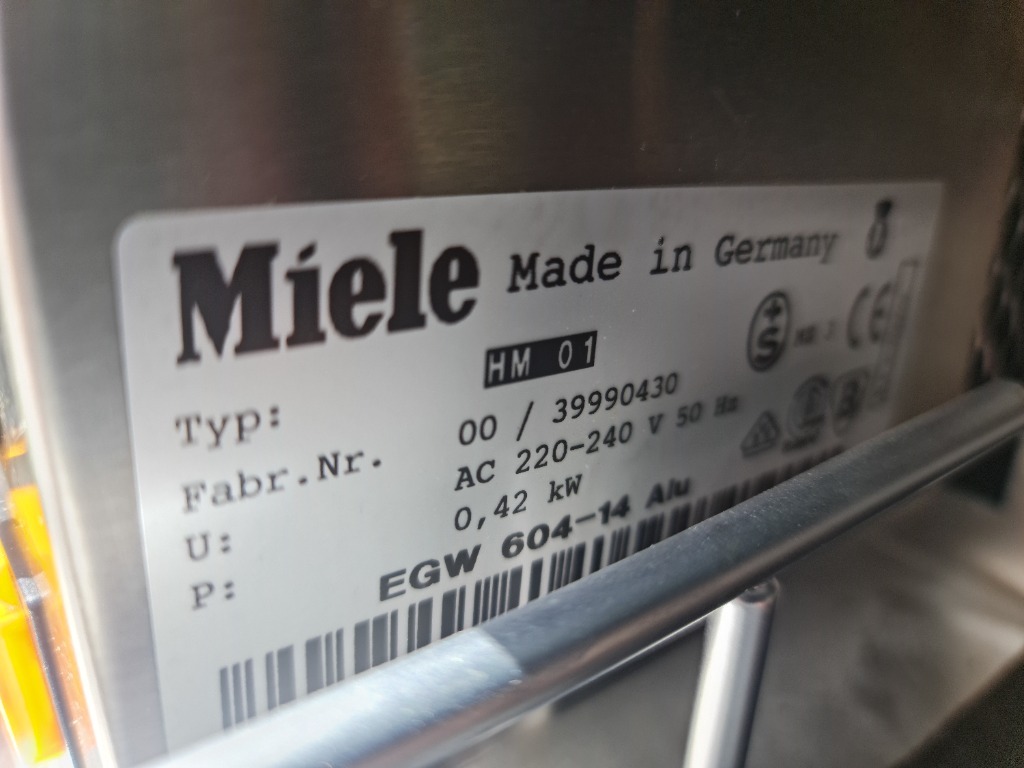 Miele Made in Germany
Typ: HM 01
Fabr.Nr. 00 / 39990430
U: AC 220-240 V 50 Hz
P: 0,42 kW
EGW 604-14 Alu